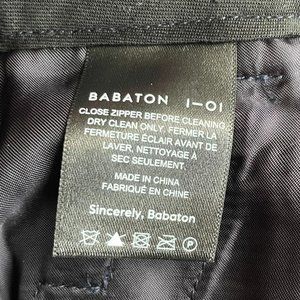 BABATON 1–01
CLOSE ZIPPER BEFORE CLEANING
DRY CLEAN ONLY. FERMER LA
FERMETURE ÉCLAIR AVANT DE
LAVER, NETTOYAGE À
SEC SEULEMENT.
MADE IN CHINA
FABRIQUÉ EN CHINE
Sincerely, Babaton
P